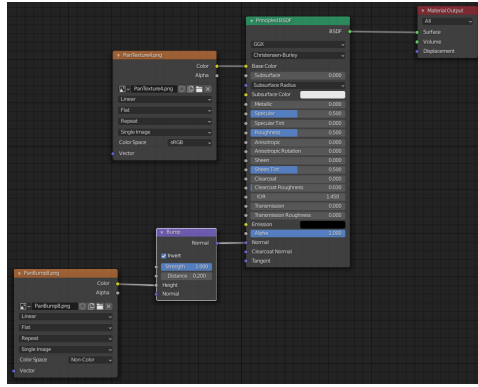 Material Output
All
Surface
Volume
Displacement
Principled BSDF
BSDF
GGX
Christensen-Burley
Base Color
Subsurface 0.000
Subsurface Radius
Subsurface Color
Metallic 0.000
Specular 0.500
Specular Tint 0.000
Roughness 0.500
Anisotropic 0.000
Anisotropic Rotation 0.000
Sheen 0.000
Sheen Tint 0.500
Clearcoat 0.000
Clearcoat Roughness 0.030
IOR 1.450
Transmission 0.000
Transmission Roughness 0.000
Emission
Alpha 1.000
Normal
Clearcoat Normal
Tangent
PanTexture4.png
Color
Alpha
PanTexture4.png
Linear
Flat
Repeat
Single Image
Color Space sRGB
Vector
Bump
Normal
Invert
Strength 1.000
Distance 0.200
Height
Normal
PanBump8.png
Color
Alpha
PanBump8.png
Linear
Flat
Repeat
Single Image
Color Space Non-Color
Vector